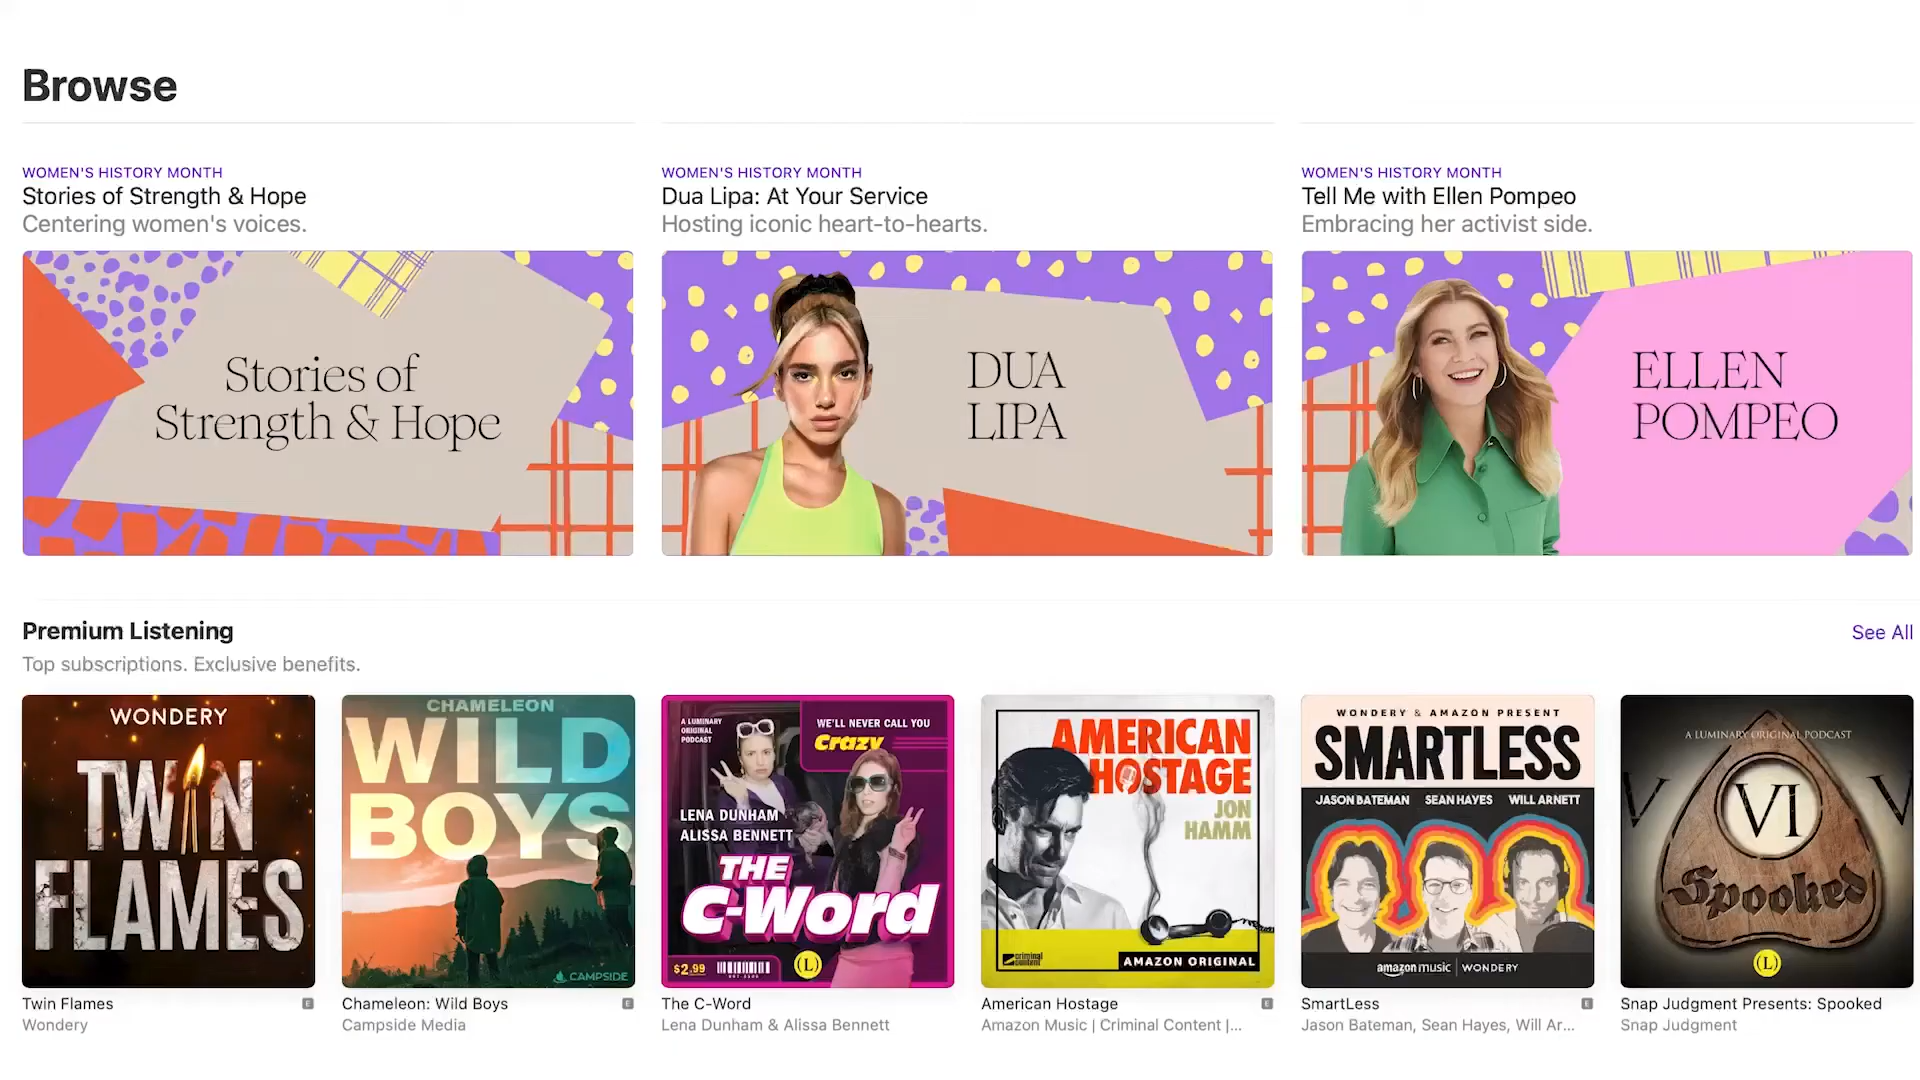 Browse
WOMEN'S HISTORY MONTH
Stories of Strength & Hope
Centering women's voices.
Stories of
Strength & Hope
WOMEN'S HISTORY MONTH
Dua Lipa: At Your Service
Hosting iconic heart-to-hearts.
DUA
LIPA
WOMEN'S HISTORY MONTH
Tell Me with Ellen Pompeo
Embracing her activist side.
ELLEN
POMPEO
Premium Listening
See All
Top subscriptions. Exclusive benefits.
WONDERY
TWIN
FLAMES
Twin Flames
E
Wondery
CHAMELEON
WILD
BOYS
CAMPSIDE
Chameleon: Wild Boys
E
Campside Media
A LUMINARY
ORIGINAL
PODCAST
WE'LL NEVER CALL YOU
Crazy
LENA DUNHAM
ALISSA BENNETT
THE
C-Word
$2.99
(L)
The C-Word
Lena Dunham & Alissa Bennett
AMERICAN
HOSTAGE
JON
HAMM
criminal
content
AMAZON ORIGINAL
American Hostage
E
Amazon Music | Criminal Content |...
WONDERY & AMAZON PRESENT
SMARTLESS
JASON BATEMAN SEAN HAYES WILL ARNETT
amazon music | WONDERY
SmartLess
E
Jason Bateman, Sean Hayes, Will Ar...
A LUMINARY ORIGINAL PODCAST
V VI V
Spooked
(L)
Snap Judgment Presents: Spooked
Snap Judgment